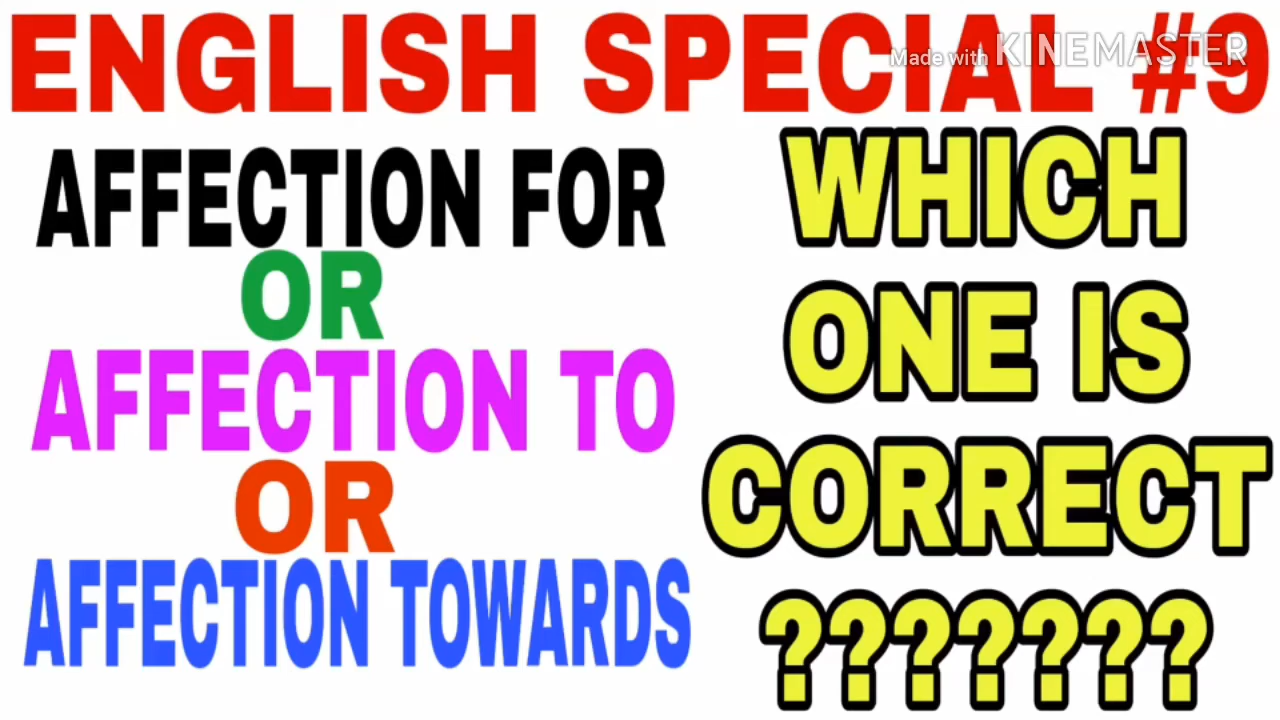 ENGLISH SPECIAL #9
Made with KINEMASTER
AFFECTION FOR
OR
AFFECTION TO
OR
AFFECTION TOWARDS
WHICH
ONE IS
CORRECT
???????